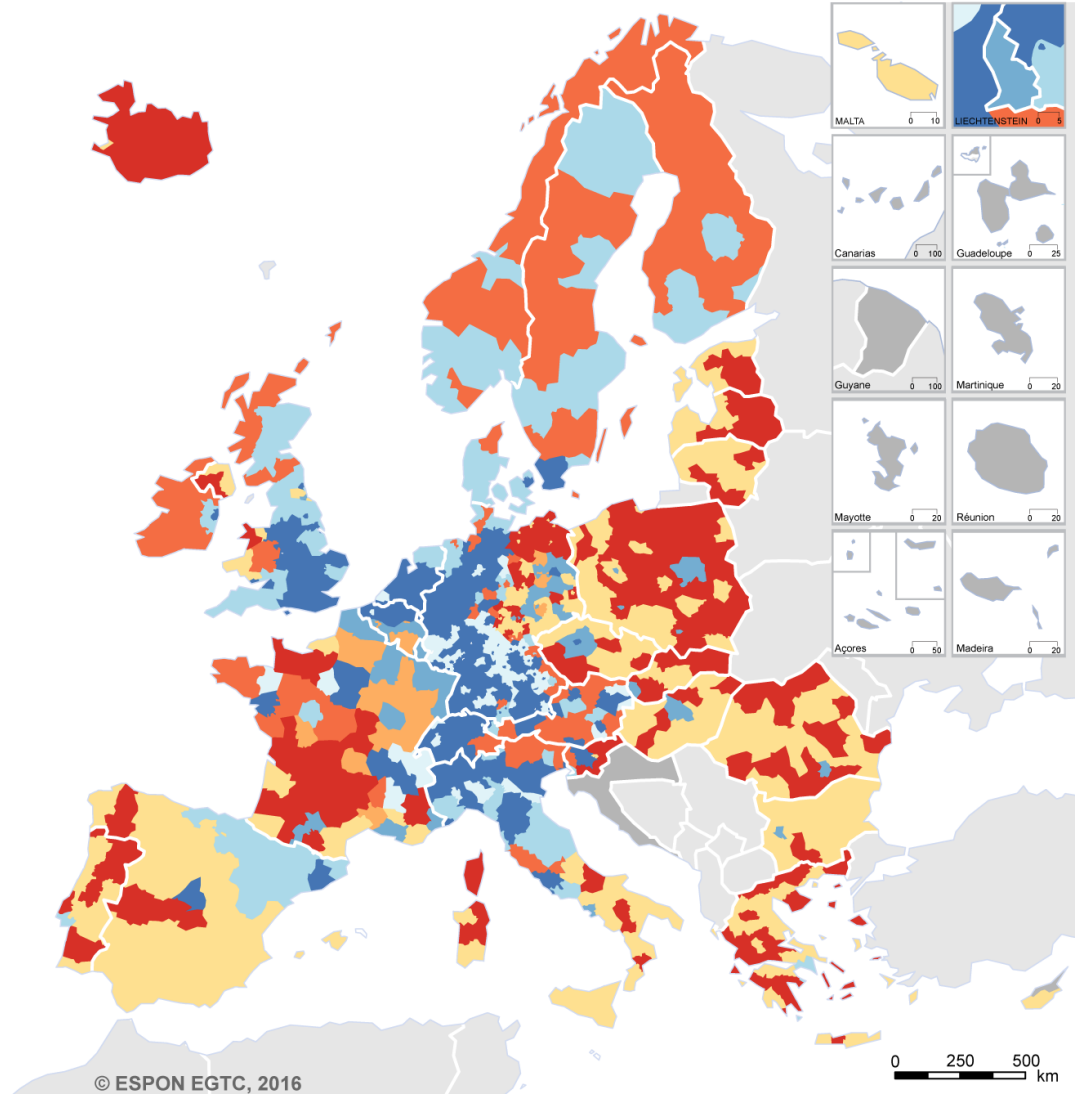 MALTA 0 10
LIECHTENSTEIN 0 5
Canarias 0 100
Guadeloupe 0 25
Guyane 0 100
Martinique 0 20
Mayotte 0 20
Réunion 0 20
Açores 0 50
Madeira 0 20
0 250 500
km
© ESPON EGTC, 2016